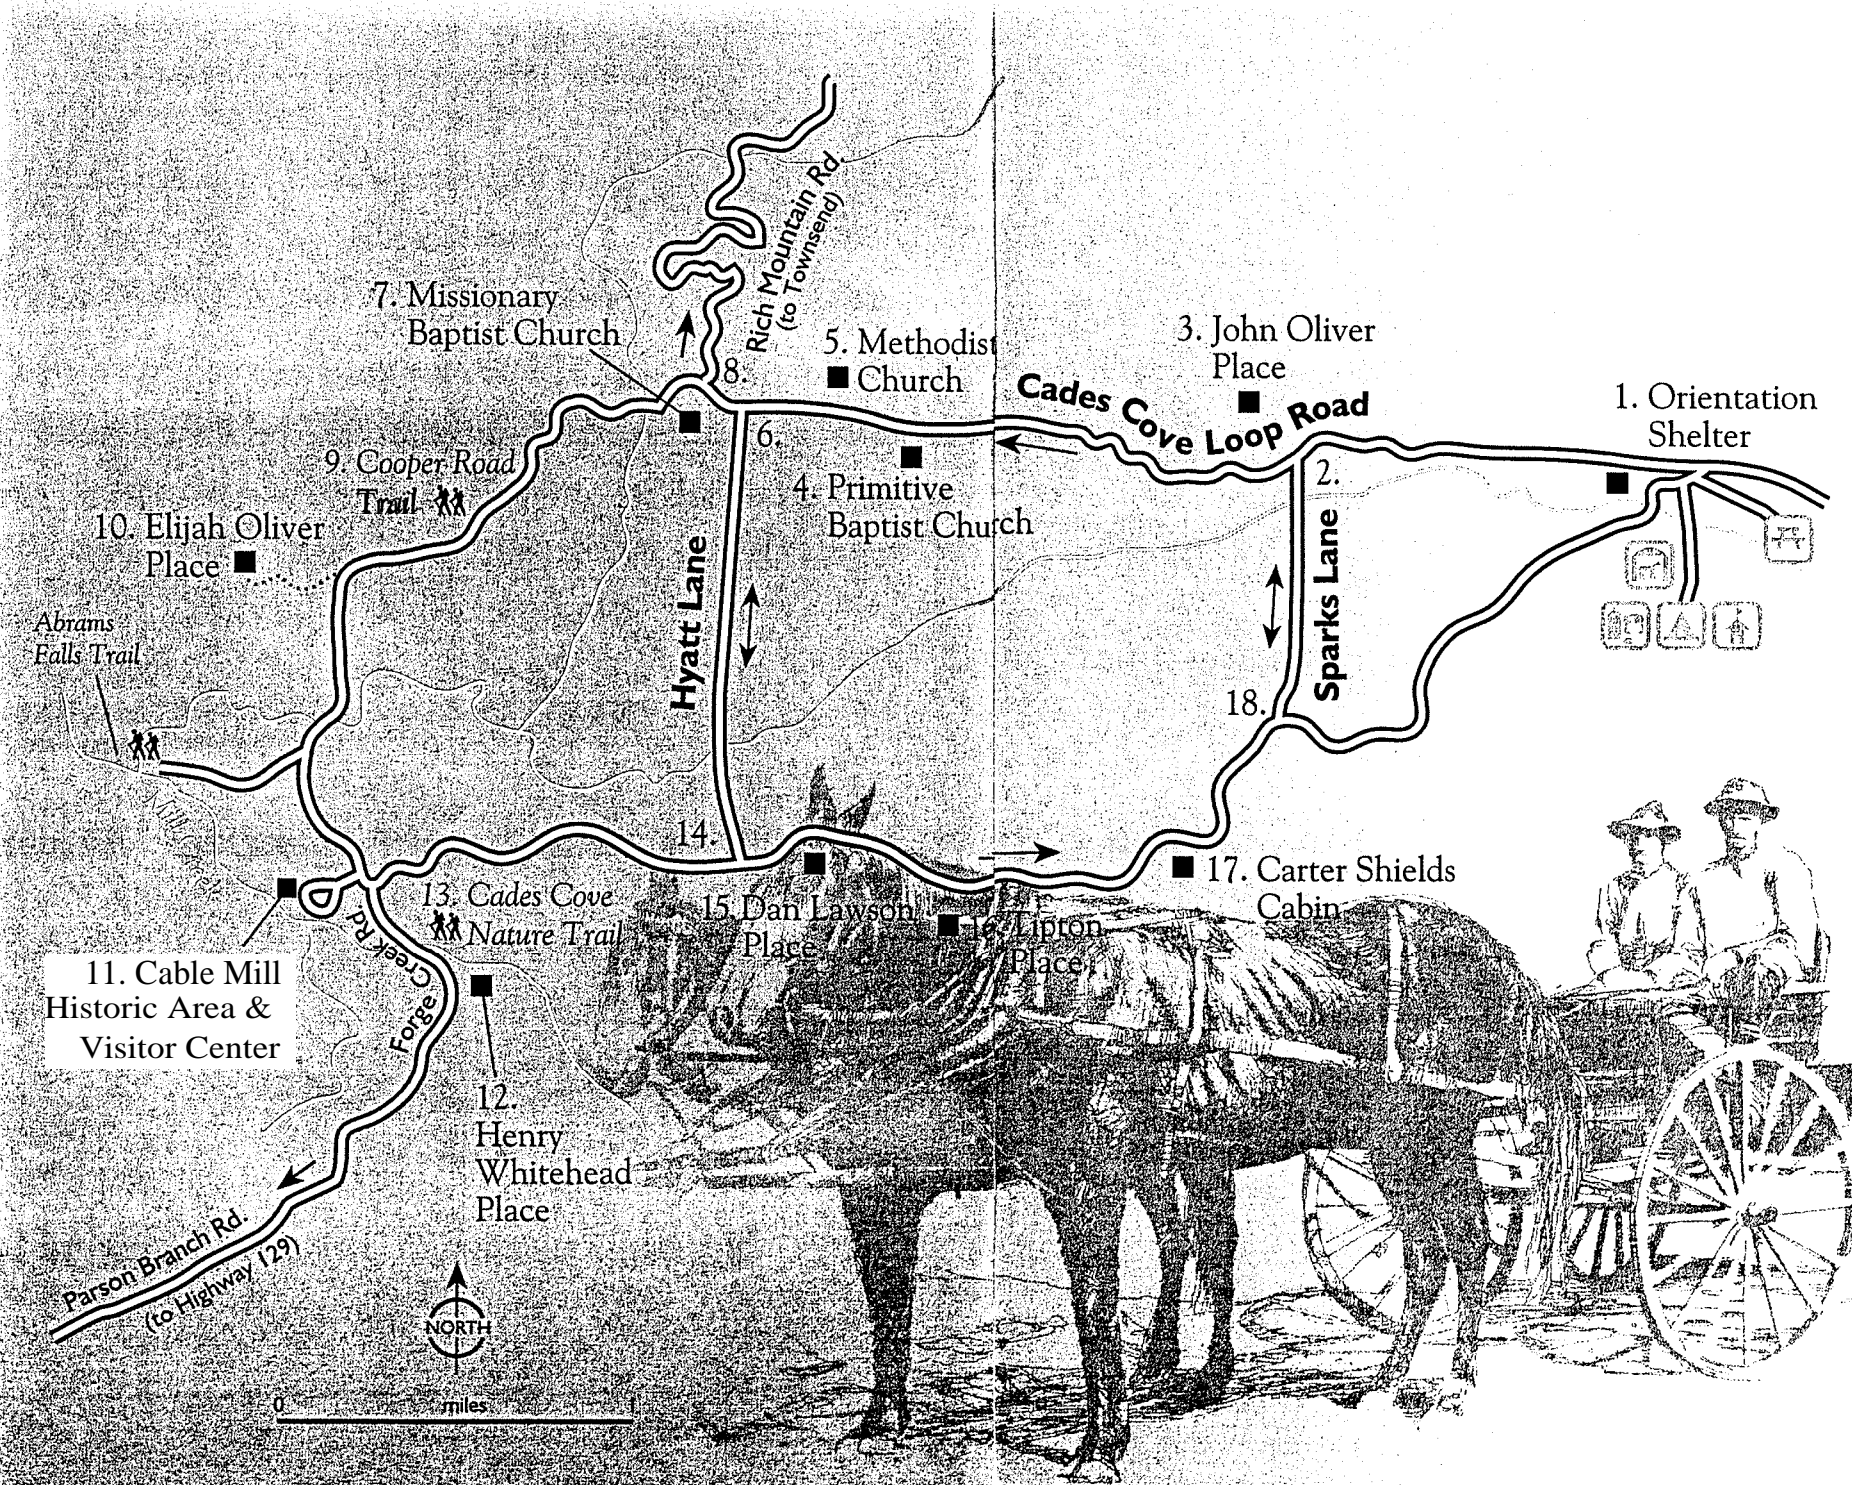 Rich Mountain Rd.
(to Townsend)
7. Missionary
Baptist Church
8.
5. Methodist
Church
3. John Oliver
Place
Cades Cove Loop Road
1. Orientation
Shelter
6.
2.
9. Cooper Road
Trail
4. Primitive
Baptist Church
10. Elijah Oliver
Place
Hyatt Lane
Sparks Lane
Abrams
Falls Trail
18.
Mill Creek
14.
13. Cades Cove
Nature Trail
15. Dan Lawson
Place
16. Tipton
Place
17. Carter Shields
Cabin
11. Cable Mill
Historic Area &
Visitor Center
Forge Creek Rd
12.
Henry
Whitehead
Place
Parson Branch Rd.
(to Highway 129)
NORTH
0 miles 1